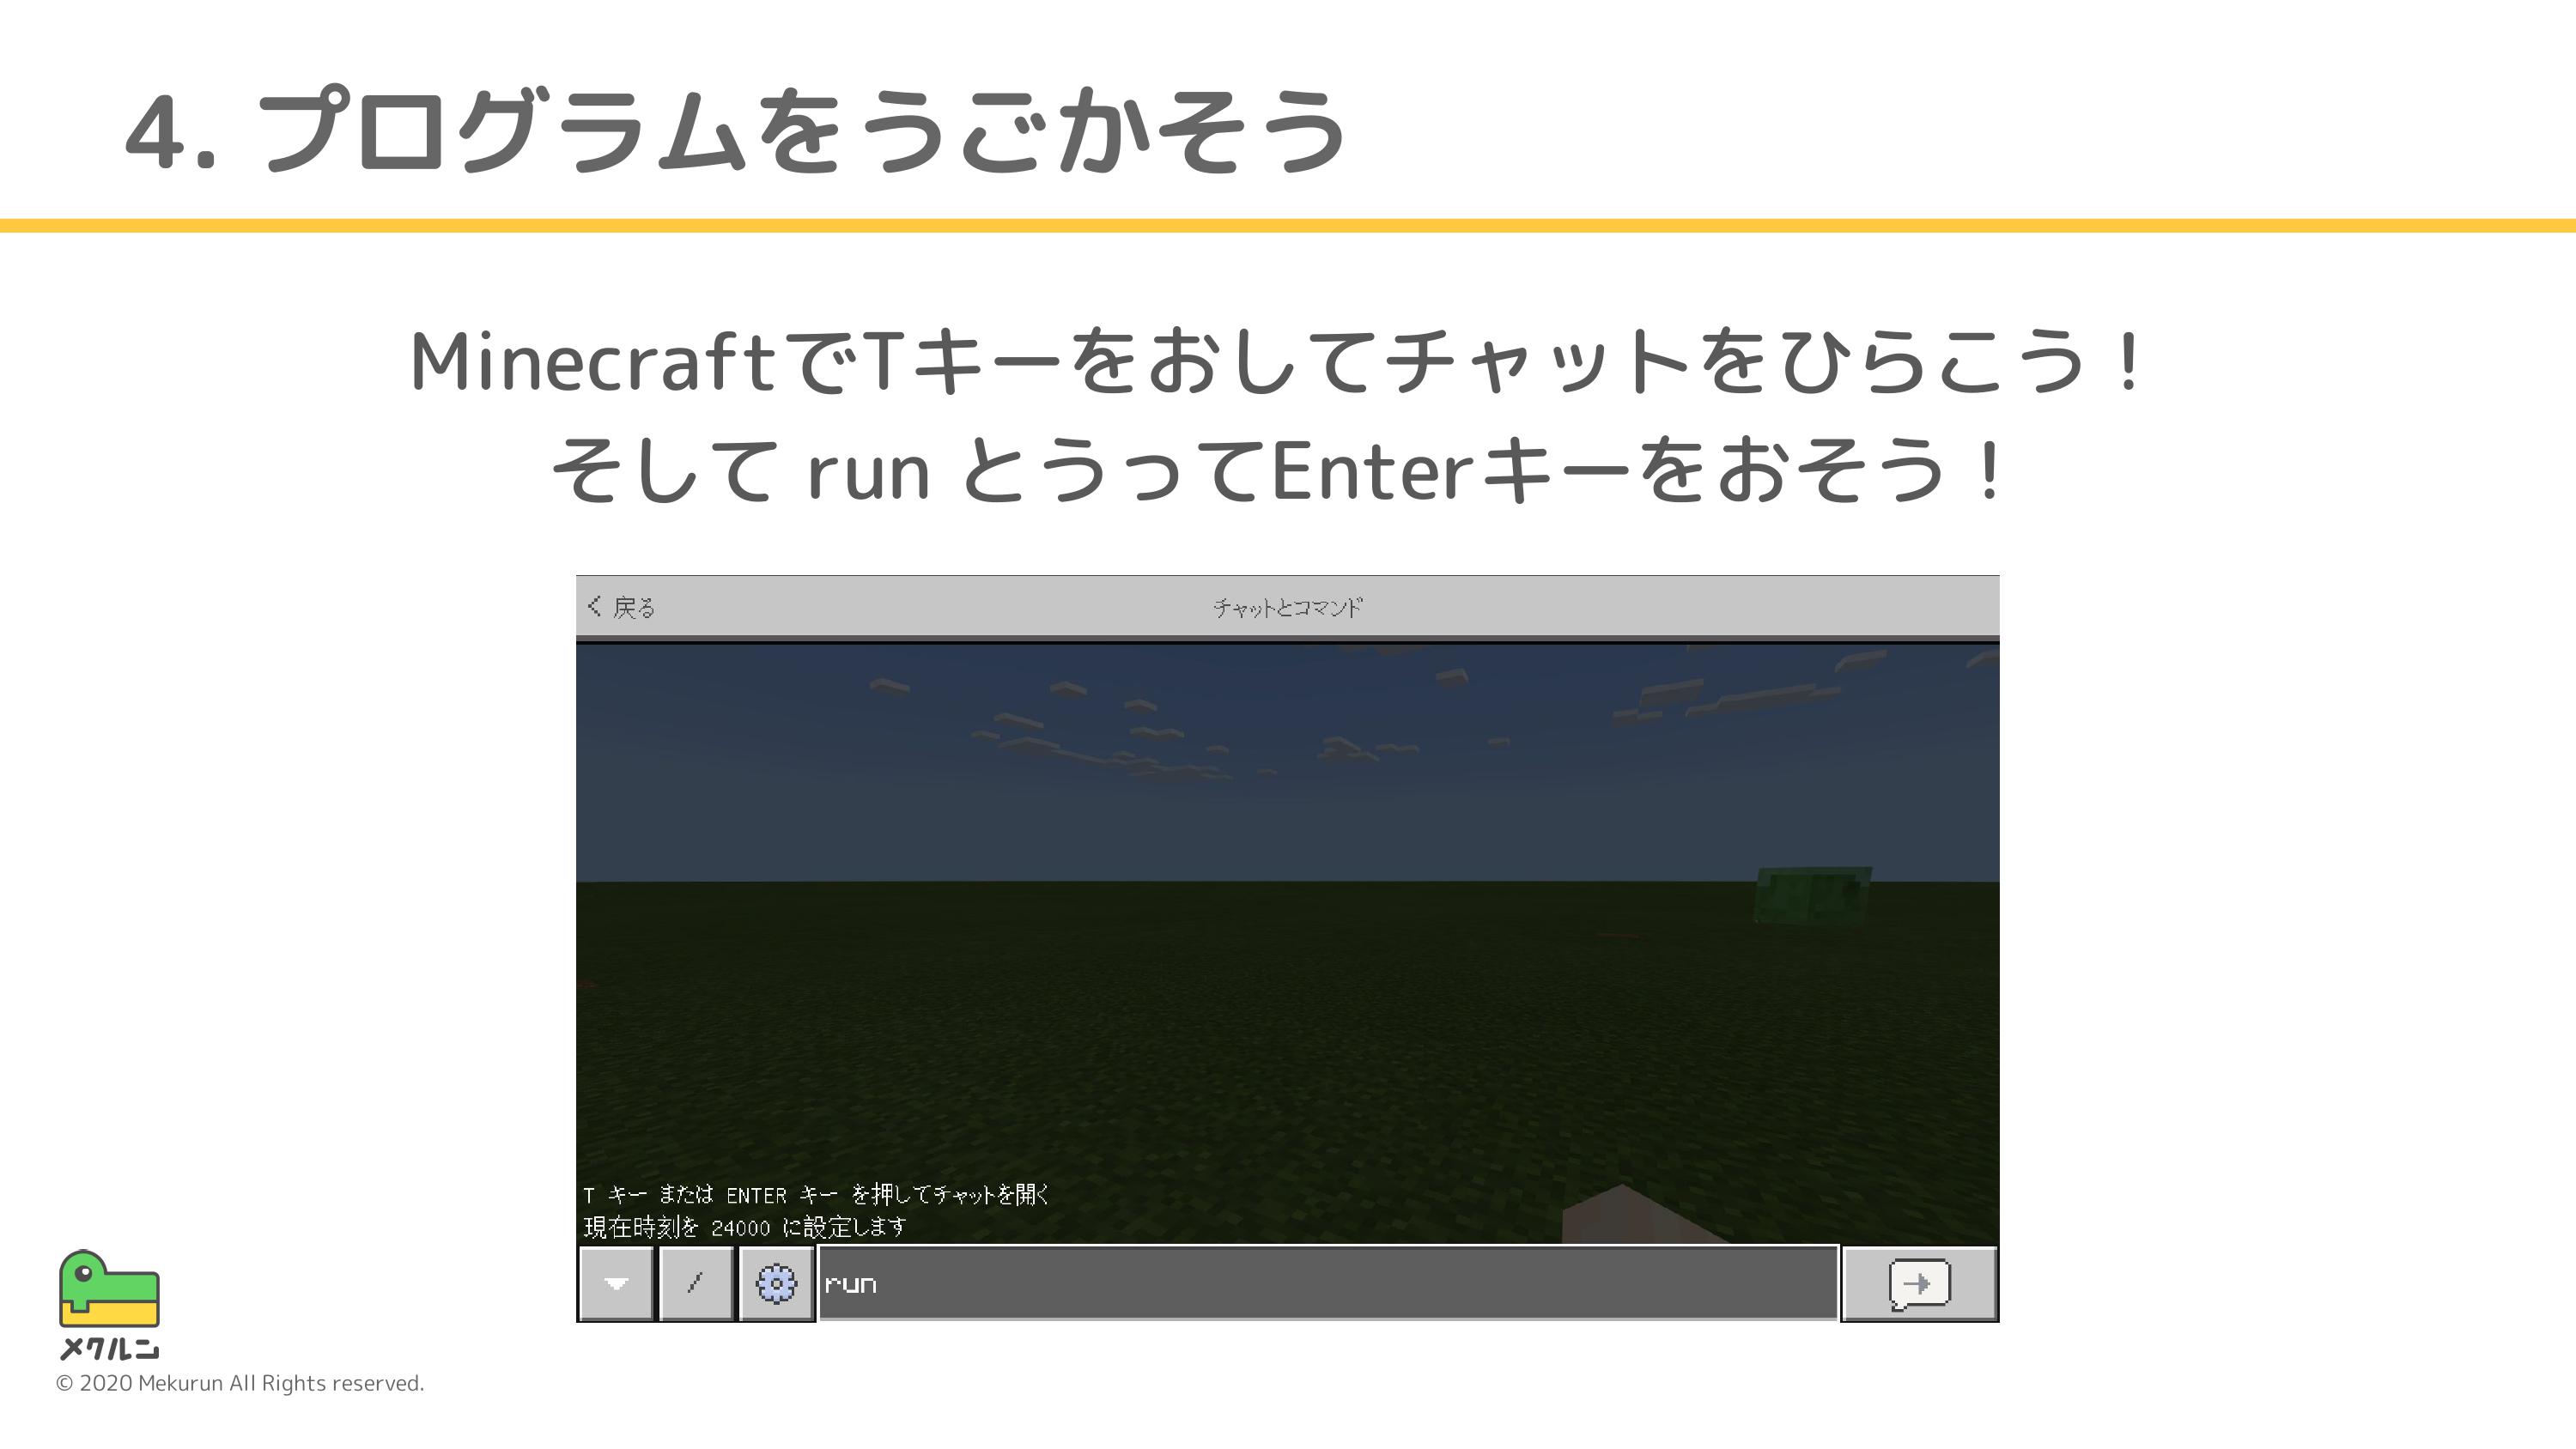 4. プログラムをうごかそう
MinecraftでTキーをおしてチャットをひらこう！
そして run とうってEnterキーをおそう！
< 戻る
チャットとコマンド
T キー または ENTER キー を押してチャットを開く
現在時刻を 24000 に設定します
/
run
メクルン
© 2020 Mekurun All Rights reserved.